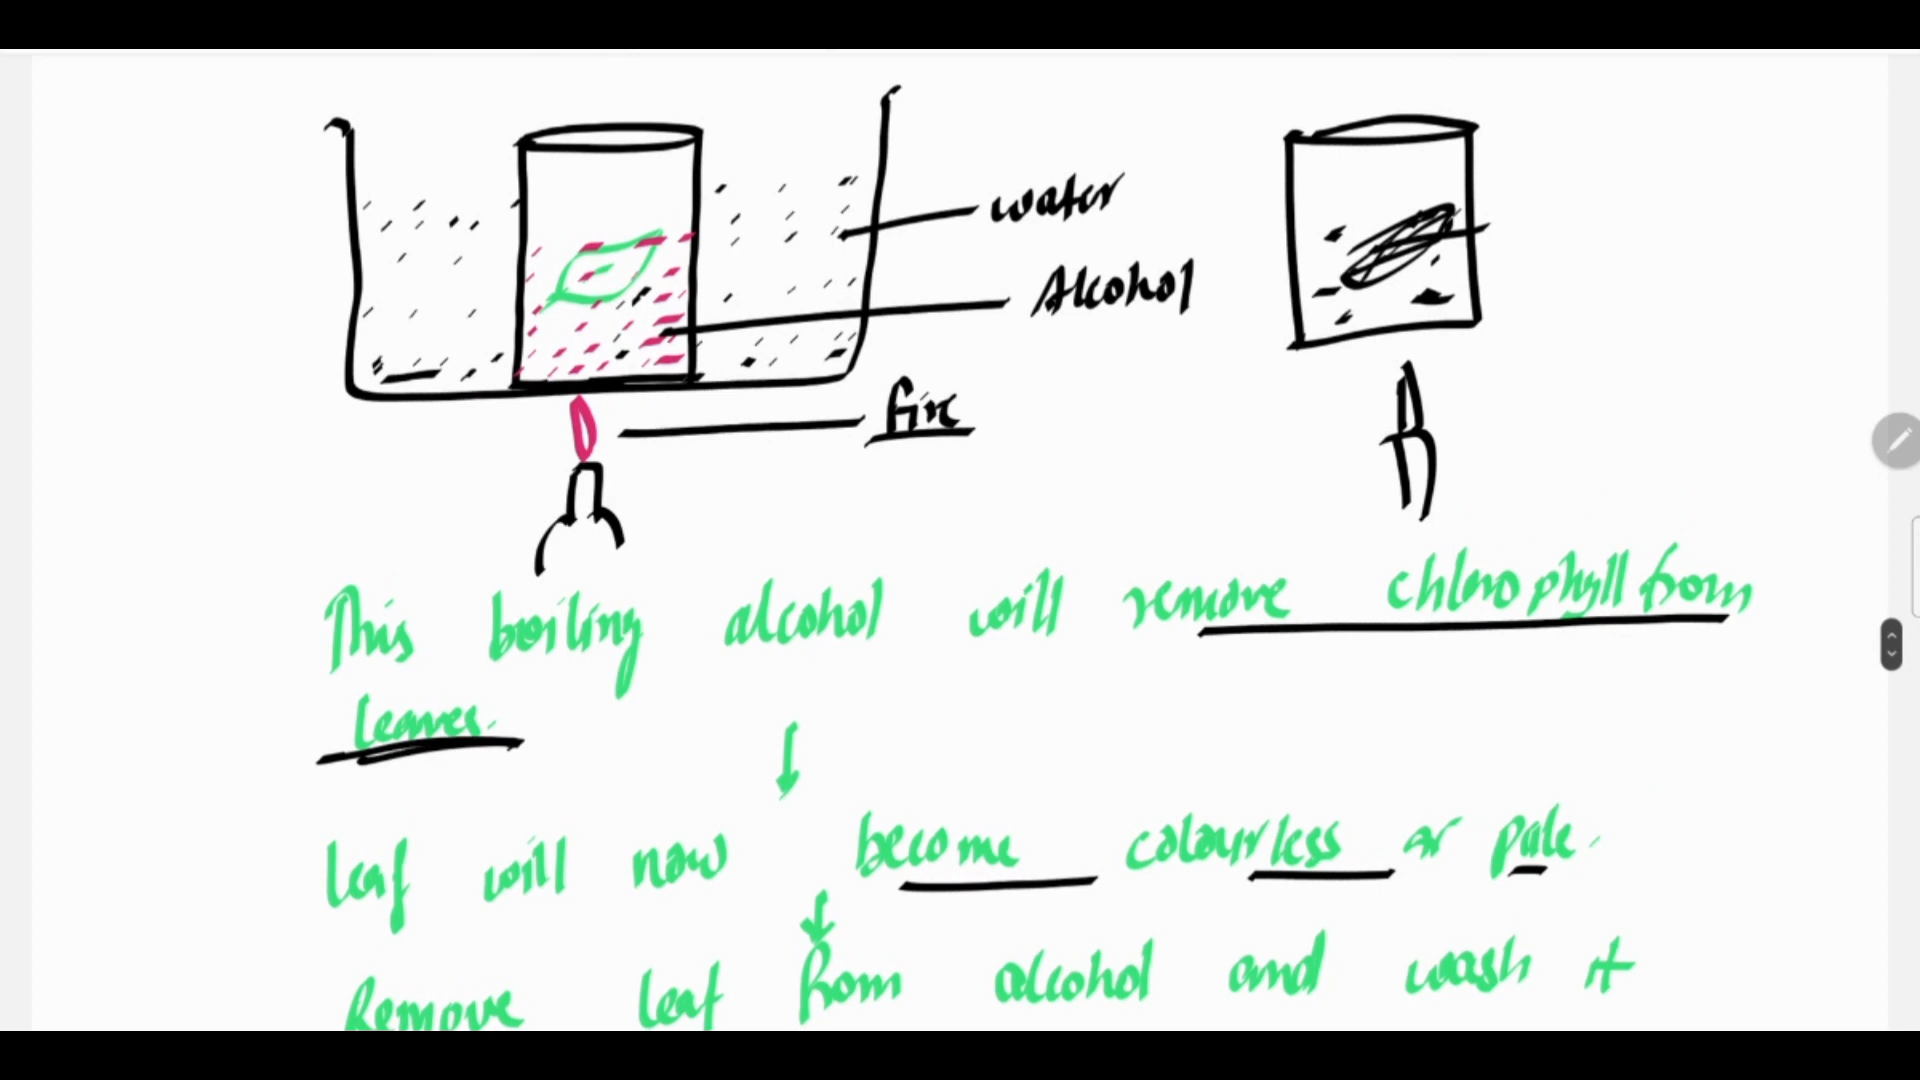 water
Alcohol
fire
This boiling alcohol will remove chlorophyll from
leaves.
leaf will now become colourless or pale.
Remove leaf from alcohol and wash it